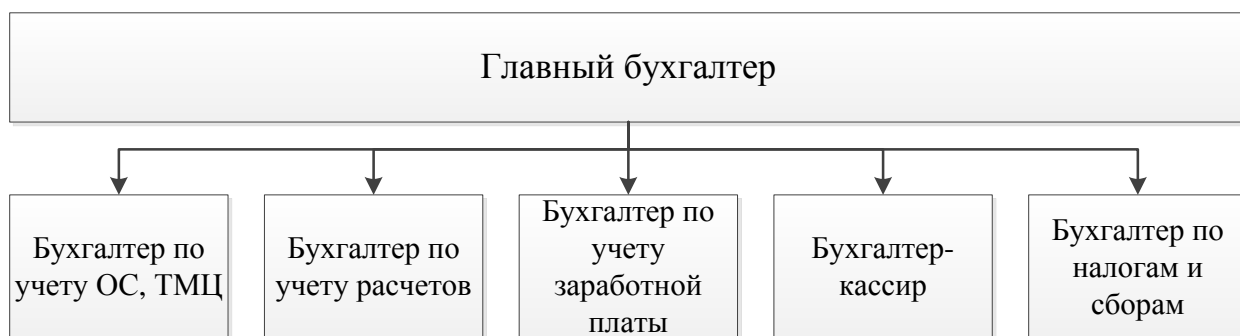 Главный бухгалтер
Бухгалтер по
учету ОС, ТМЦ
Бухгалтер по
учету расчетов
Бухгалтер по
учету
заработной
платы
Бухгалтер-
кассир
Бухгалтер по
налогам и
сборам